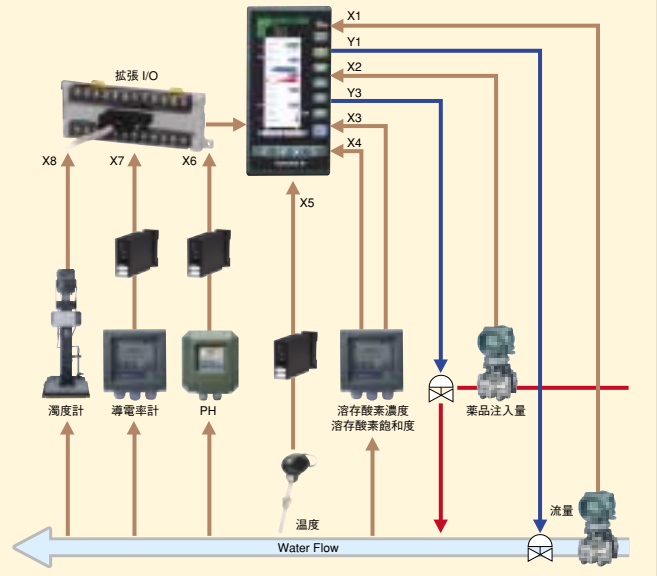 X1
Y1
X2
拡張 I/O
Y3
X3
X4
X8
X7
X6
X5
濁度計
導電率計
PH
溶存酸素濃度
溶存酸素飽和度
薬品注入量
温度
流量
Water Flow